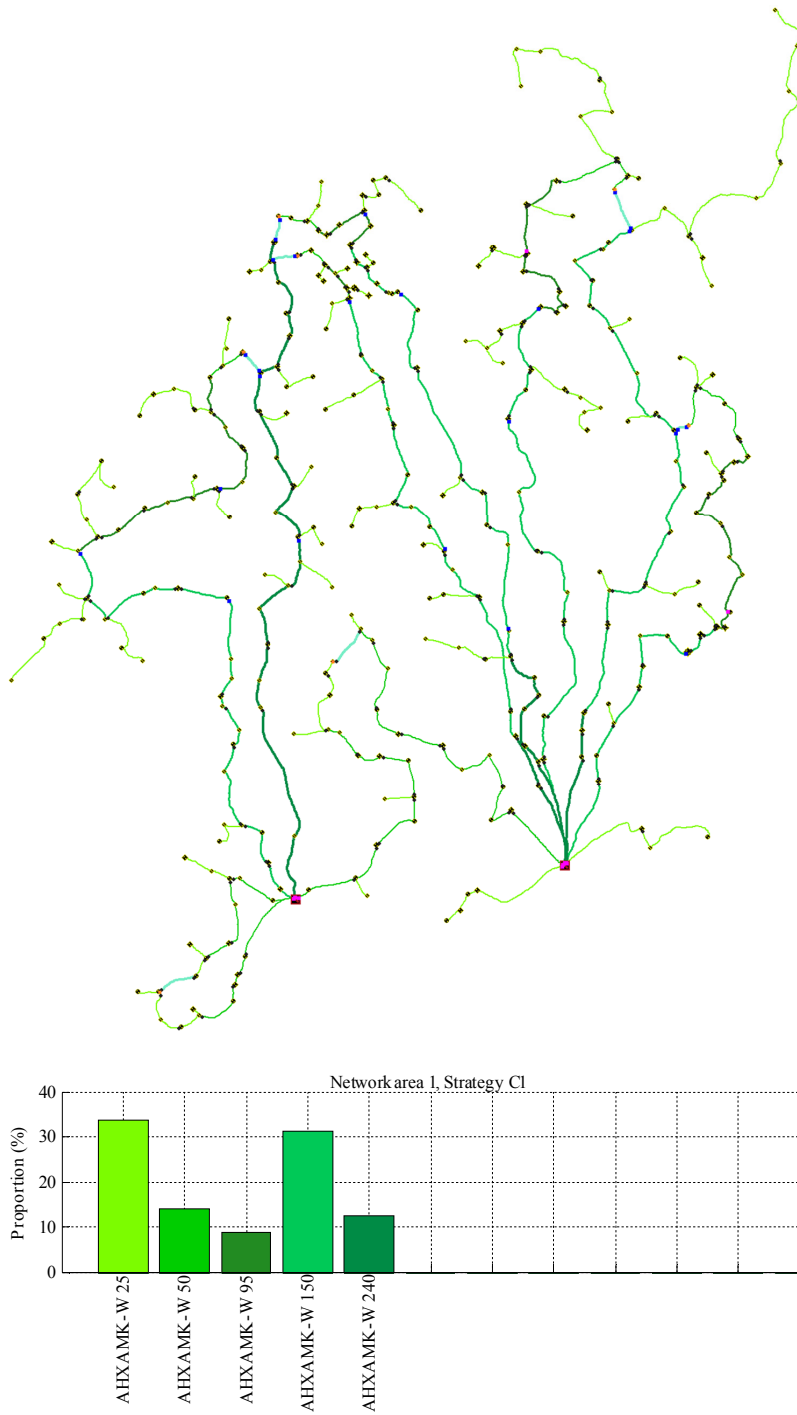 Network area 1, Strategy C1
Proportion (%)
40
30
20
10
0
AHXAMK-W 25
AHXAMK-W 50
AHXAMK-W 95
AHXAMK-W 150
AHXAMK-W 240